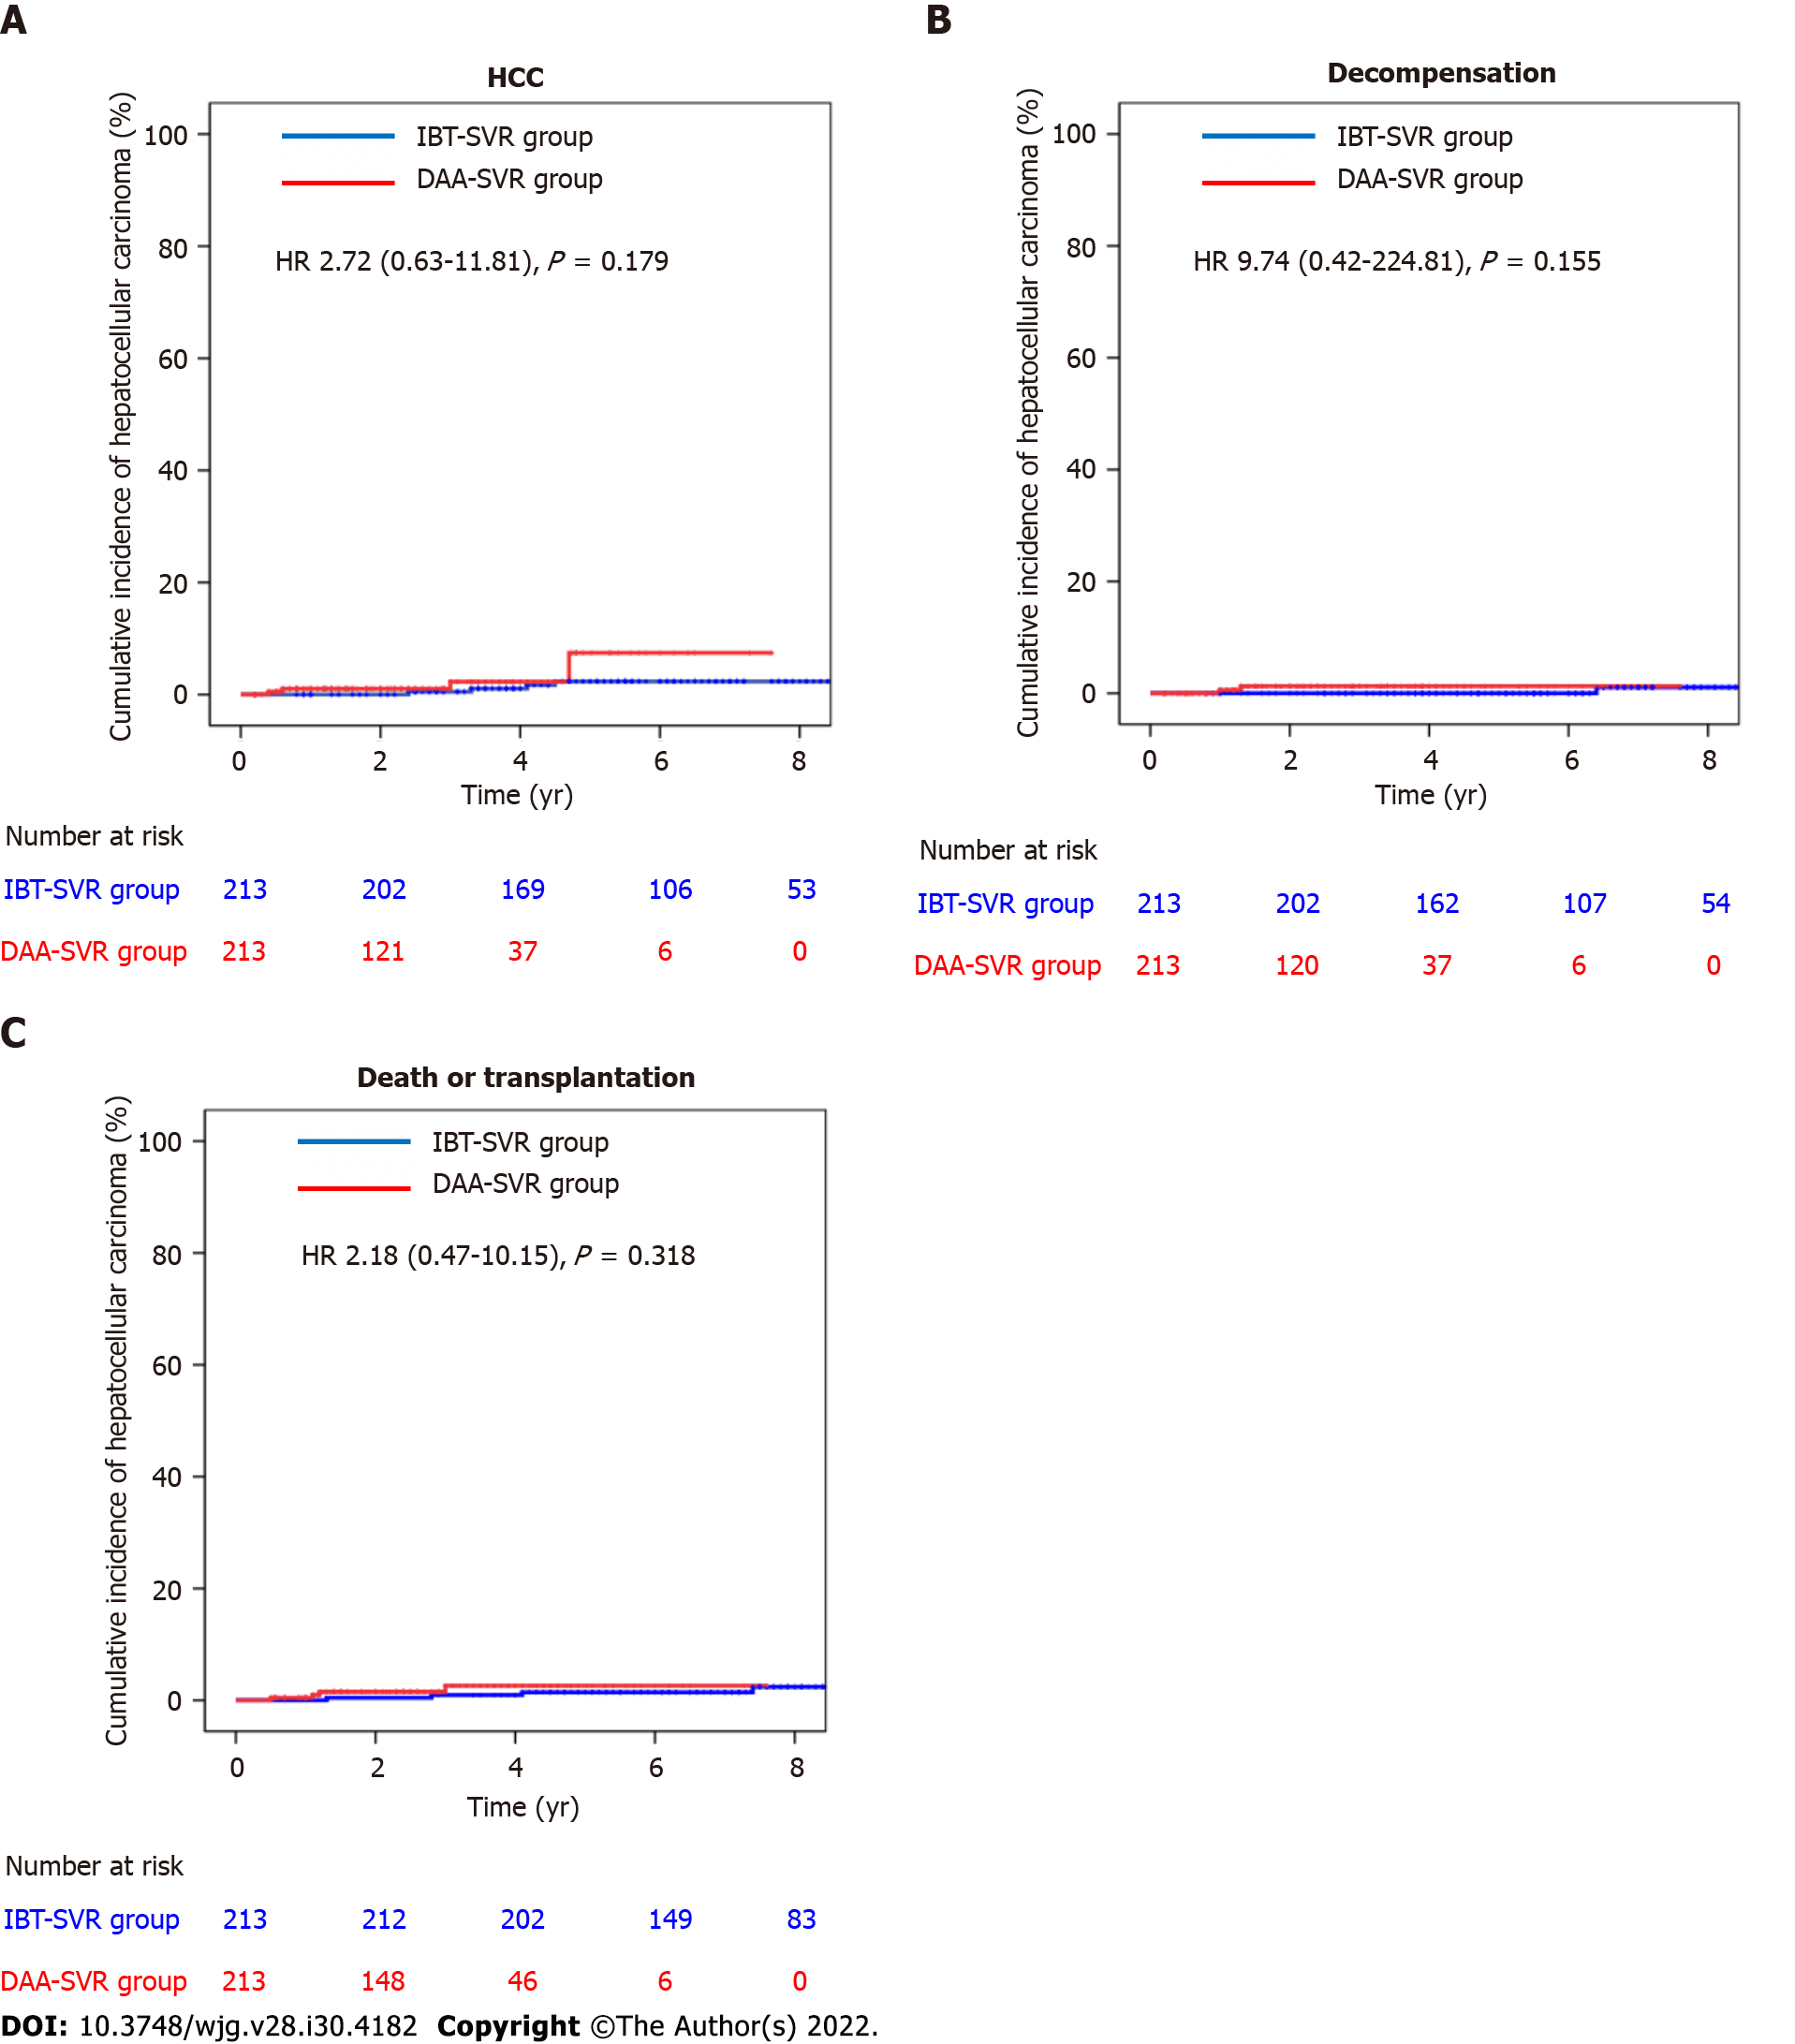 A
HCC
Cumulative incidence of hepatocellular carcinoma (%)
100
80
60
40
20
0
IBT-SVR group
DAA-SVR group
HR 2.72 (0.63-11.81), P = 0.179
0 2 4 6 8
Time (yr)
Number at risk
IBT-SVR group 213 202 169 106 53
DAA-SVR group 213 121 37 6 0
B
Decompensation
Cumulative incidence of hepatocellular carcinoma (%)
100
80
60
40
20
0
IBT-SVR group
DAA-SVR group
HR 9.74 (0.42-224.81), P = 0.155
0 2 4 6 8
Time (yr)
Number at risk
IBT-SVR group 213 202 162 107 54
DAA-SVR group 213 120 37 6 0
C
Death or transplantation
Cumulative incidence of hepatocellular carcinoma (%)
100
80
60
40
20
0
IBT-SVR group
DAA-SVR group
HR 2.18 (0.47-10.15), P = 0.318
0 2 4 6 8
Time (yr)
Number at risk
IBT-SVR group 213 212 202 149 83
DAA-SVR group 213 148 46 6 0
DOI: 10.3748/wjg.v28.i30.4182 Copyright ©The Author(s) 2022.